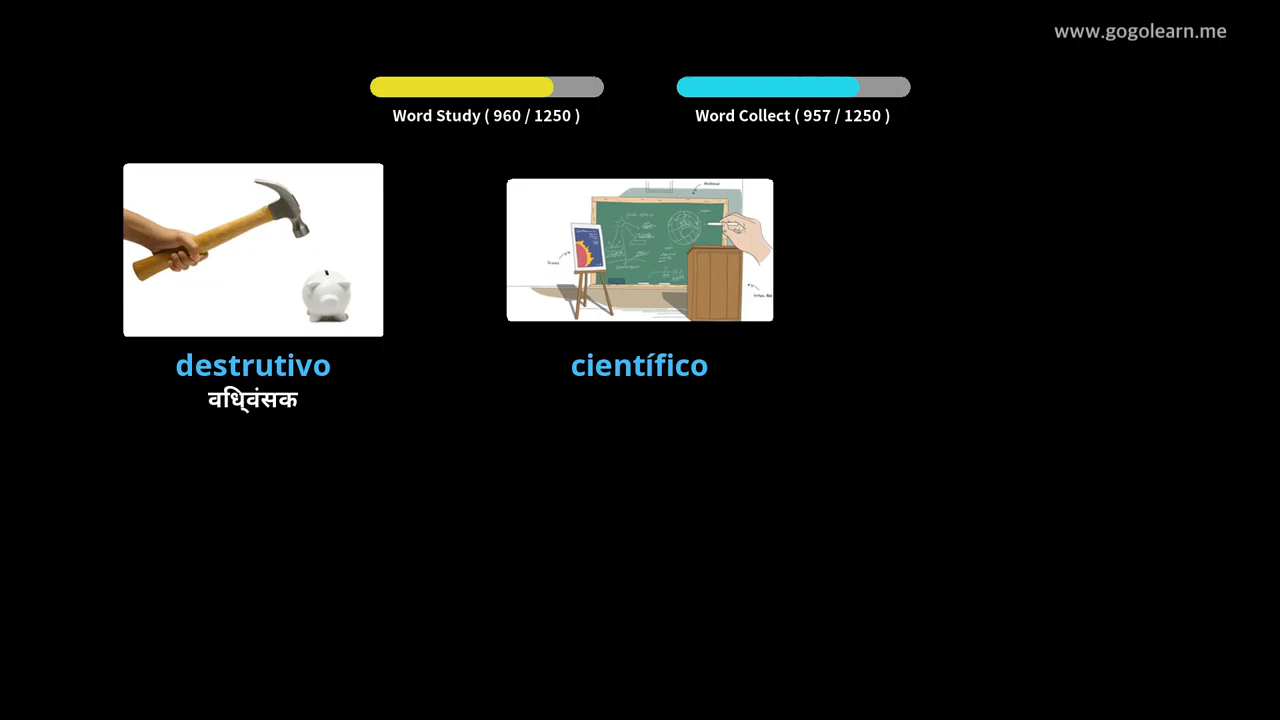 www.gogolearn.me
Word Study ( 960 / 1250 )
Word Collect ( 957 / 1250 )
destrutivo
विध्वंसक
científico